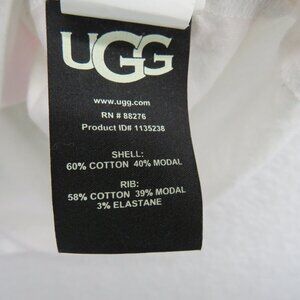 UGG
www.ugg.com
RN # 88276
Product ID# 1135238
SHELL:
60% COTTON 40% MODAL
RIB:
58% COTTON 39% MODAL
3% ELASTANE